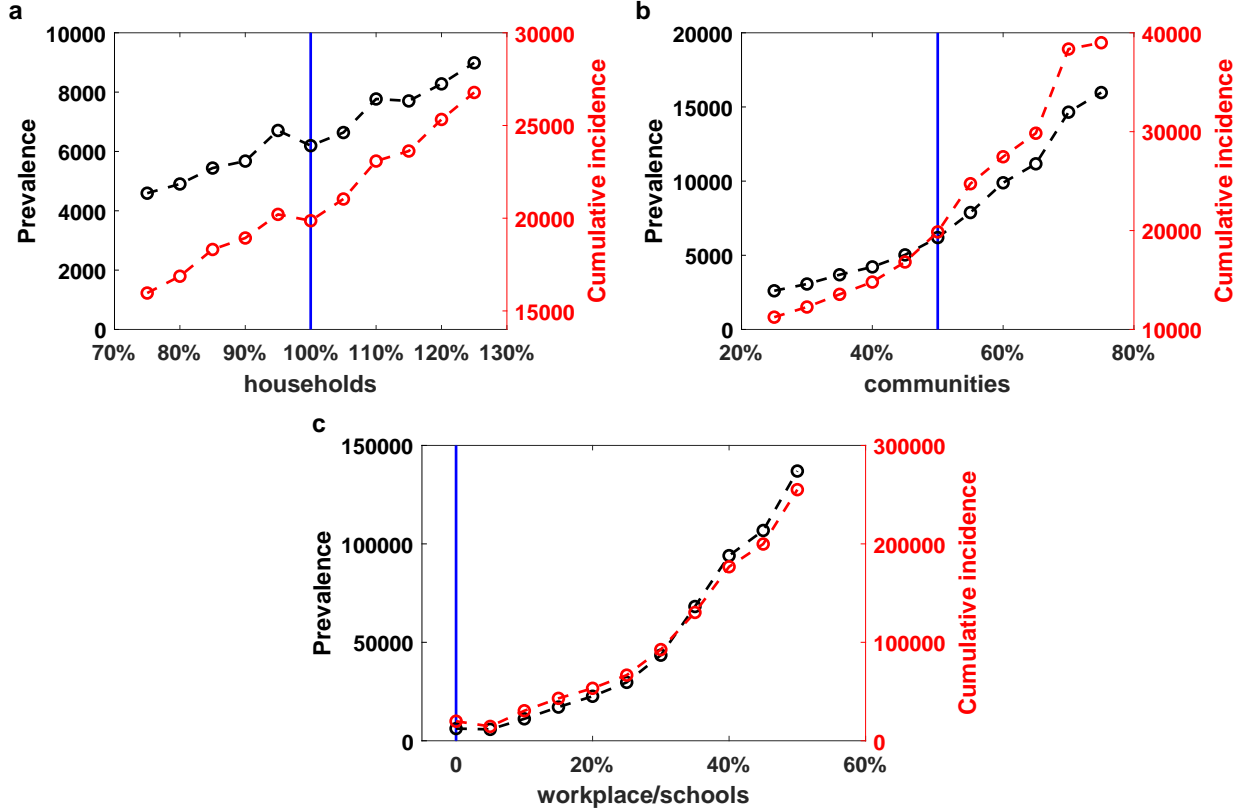 a
10000
8000
6000
4000
2000
0
Prevalence
30000
25000
20000
15000
Cumulative incidence
70% 80% 90% 100% 110% 120% 130%
households
b
20000
15000
10000
5000
0
Prevalence
40000
30000
20000
10000
Cumulative incidence
20% 40% 60% 80%
communities
c
150000
100000
50000
0
Prevalence
300000
200000
100000
0
Cumulative incidence
0 20% 40% 60%
workplace/schools